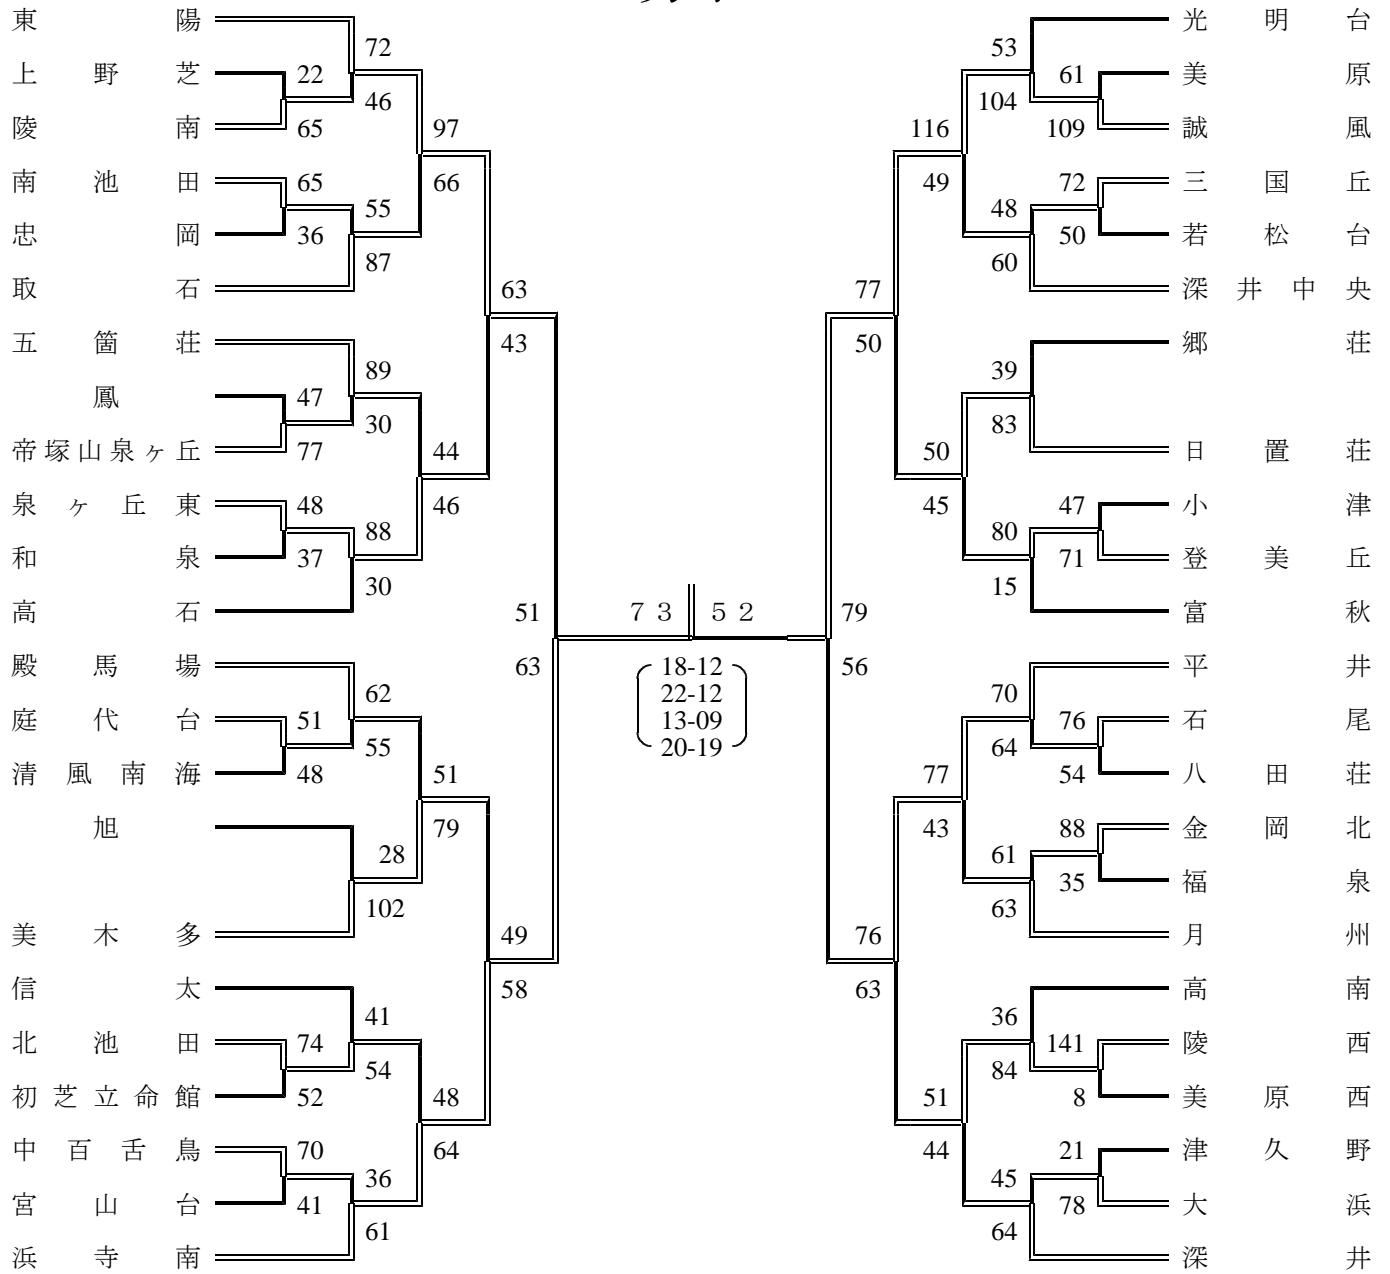 東陽
72
上野芝
22
46
陵南
65
97
南池田
65
66
55
忠岡
36
87
取石
63
五箇荘
43
89
鳳
47
30
帝塚山泉ヶ丘
77
44
泉ヶ丘東
48
46
88
和泉
37
30
高石
51
殿馬場
63
62
庭代台
51
55
清風南海
48
51
旭
79
28
102
美木多
49
信太
58
41
北池田
74
54
初芝立命館
52
48
中百舌鳥
70
64
36
宮山台
41
61
浜寺南
73 52
18-12
22-12
13-09
20-19
光明台
53
61
美原
104
109
誠風
116
72
三国丘
49
48
50
若松台
60
深井中央
77
50
郷荘
39
83
日置荘
50
47
小津
45
80
71
登美丘
15
富秋
79
56
平井
70
76
石尾
64
54
八田荘
77
88
金岡北
43
61
35
福泉
63
月州
76
63
高南
36
141
陵西
84
8
美原西
51
21
津久野
44
45
78
大浜
64
深井